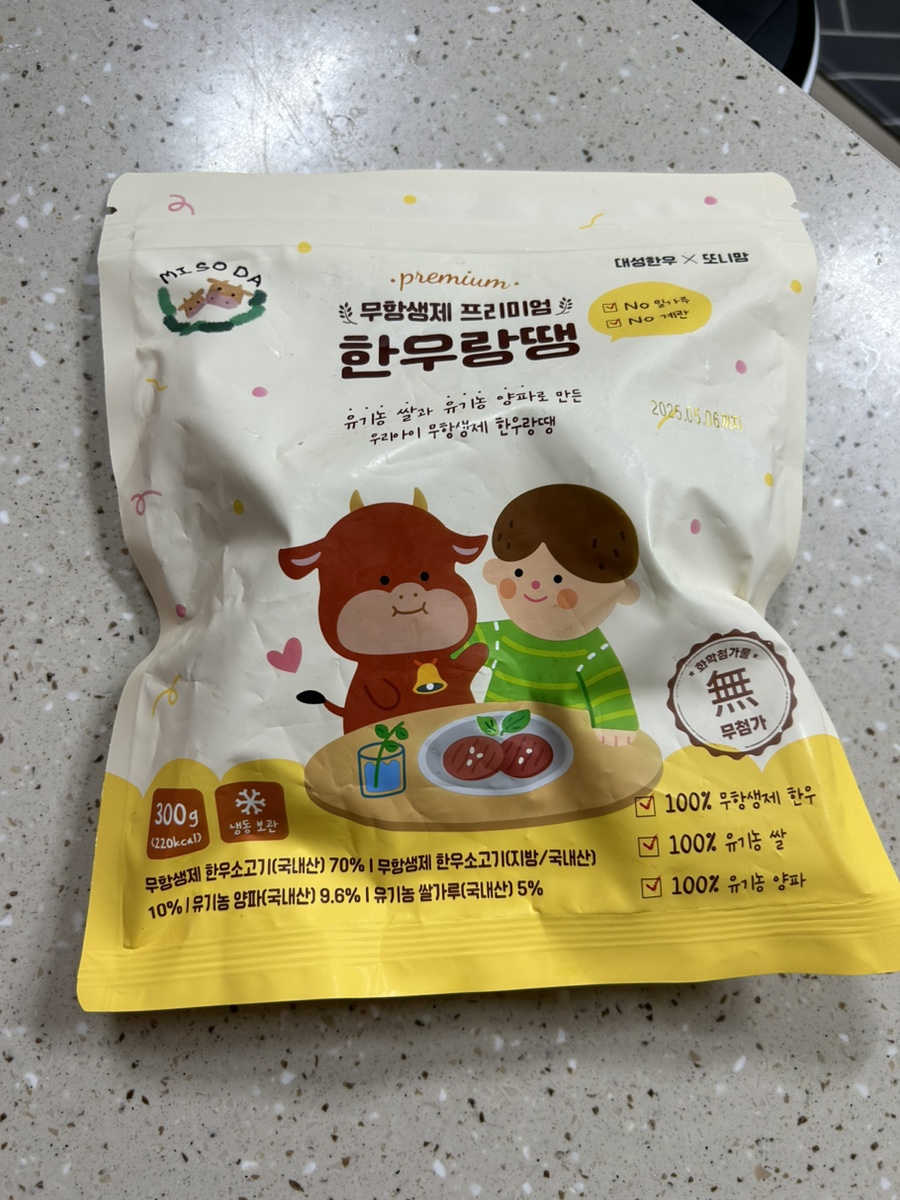 MISODA
·premium·
대성한우 X 또니맘
무항생제 프리미엄
한우랑땡
No 밀가루
No 계란
유기농 쌀과 유기농 양파로 만든
우리아이 무항생제 한우랑땡
화학첨가물
無
무첨가
300g
(220kcal)
냉동 보관
100% 무항생제 한우
100% 유기농 쌀
100% 유기농 양파
무항생제 한우소고기(국내산) 70% | 무항생제 한우소고기(지방/국내산)
10% | 유기농 양파(국내산) 9.6% | 유기농 쌀가루(국내산) 5%